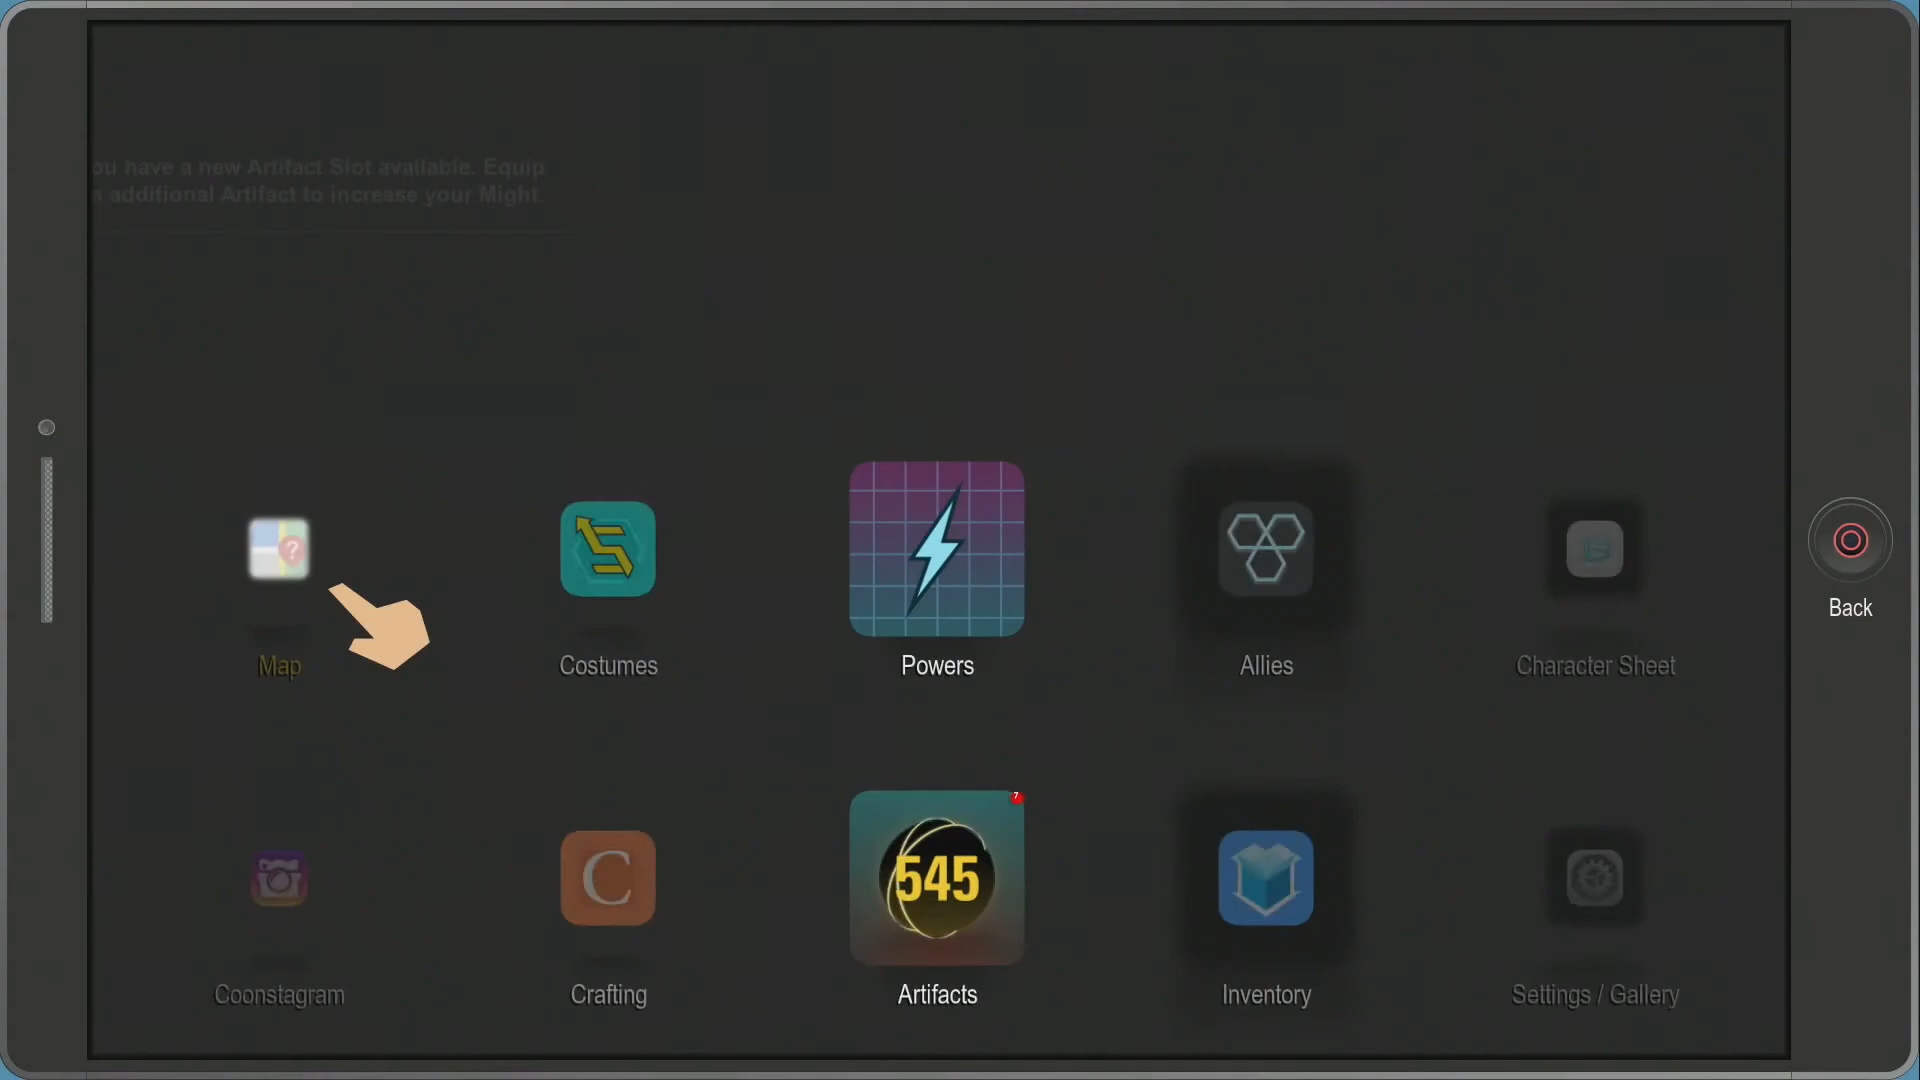 ou have a new Artifact Slot available. Equip
n additional Artifact to increase your Might.
?
Map
Costumes
Powers
Allies
Character Sheet
Back
7
C
545
Coonstagram
Crafting
Artifacts
Inventory
Settings / Gallery